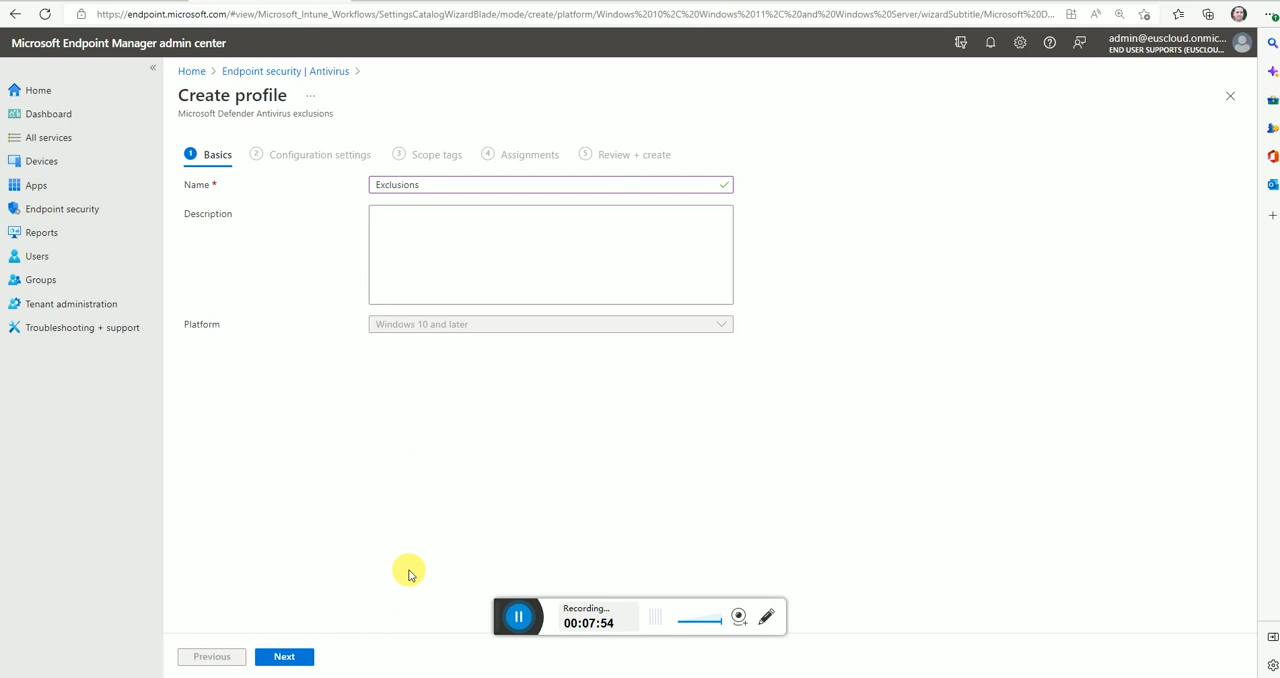 https://endpoint.microsoft.com/#view/Microsoft_Intune_Workflows/SettingsCatalogWizardBlade/mode/create/platform/Windows%2010%2C%20Windows%2011%2C%20and%20Windows%20Server/wizardSubtitle/Microsoft%20D...
Microsoft Endpoint Manager admin center
admin@euscloud.onmic...
END USER SUPPORTS (EUSCLOU...
Home > Endpoint security | Antivirus >
Create profile ...
Microsoft Defender Antivirus exclusions
Home
Dashboard
All services
Devices
Apps
Endpoint security
Reports
Users
Groups
Tenant administration
Troubleshooting + support
1 Basics 2 Configuration settings 3 Scope tags 4 Assignments 5 Review + create
Name * Exclusions
Description
Platform Windows 10 and later
Recording...
00:07:54
Previous Next